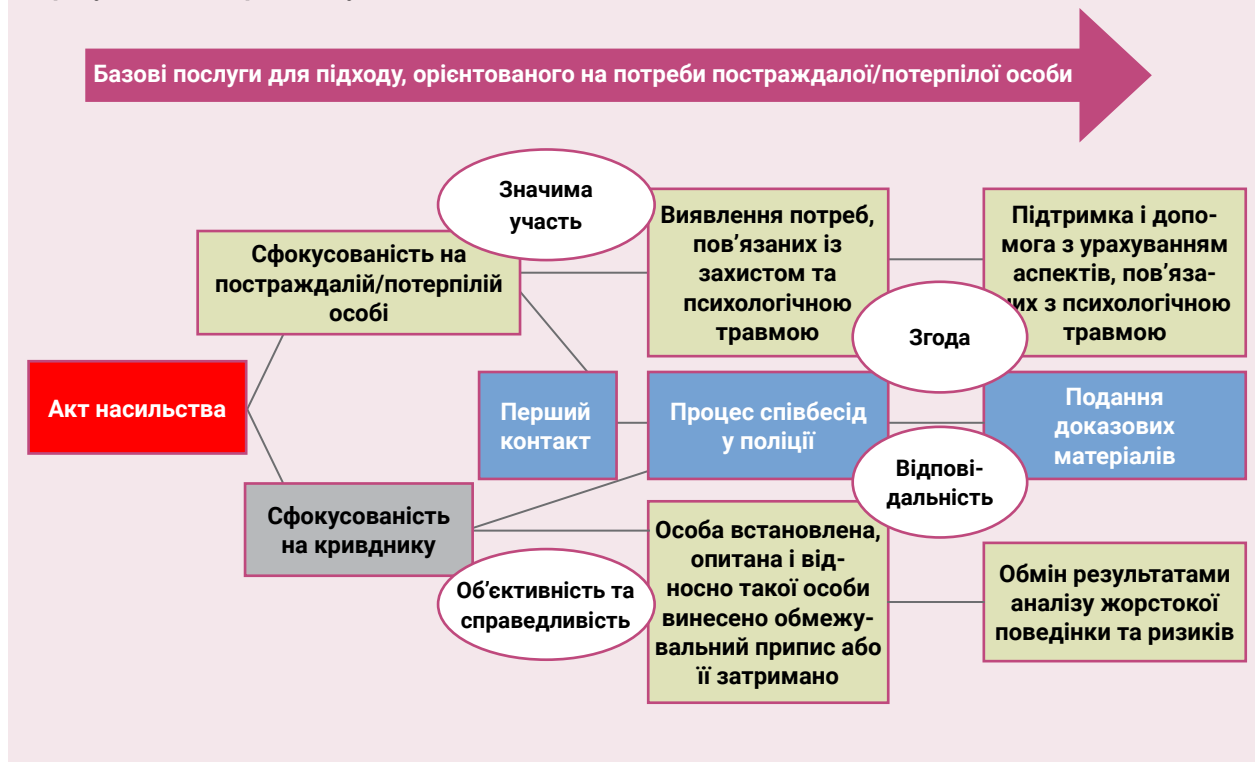 Базові послуги для підходу, орієнтованого на потреби постраждалої/потерпілої особи
Значима
участь
Сфокусованість на
постраждалій/потерпілій
особі
Виявлення потреб,
пов’язаних із
захистом та
психологічною
травмою
Підтримка і допо-
мога з урахуванням
аспектів, пов’яза-
них з психологічною
травмою
Згода
Акт насильства
Перший
контакт
Процес співбесід
у поліції
Подання
доказових
матеріалів
Відпові-
дальність
Сфокусованість
на кривднику
Об’єктивність та
справедливість
Особа встановлена,
опитана і від-
носно такої особи
винесено обмежу-
вальний припис або
її затримано
Обмін результатами
аналізу жорстокої
поведінки та ризиків